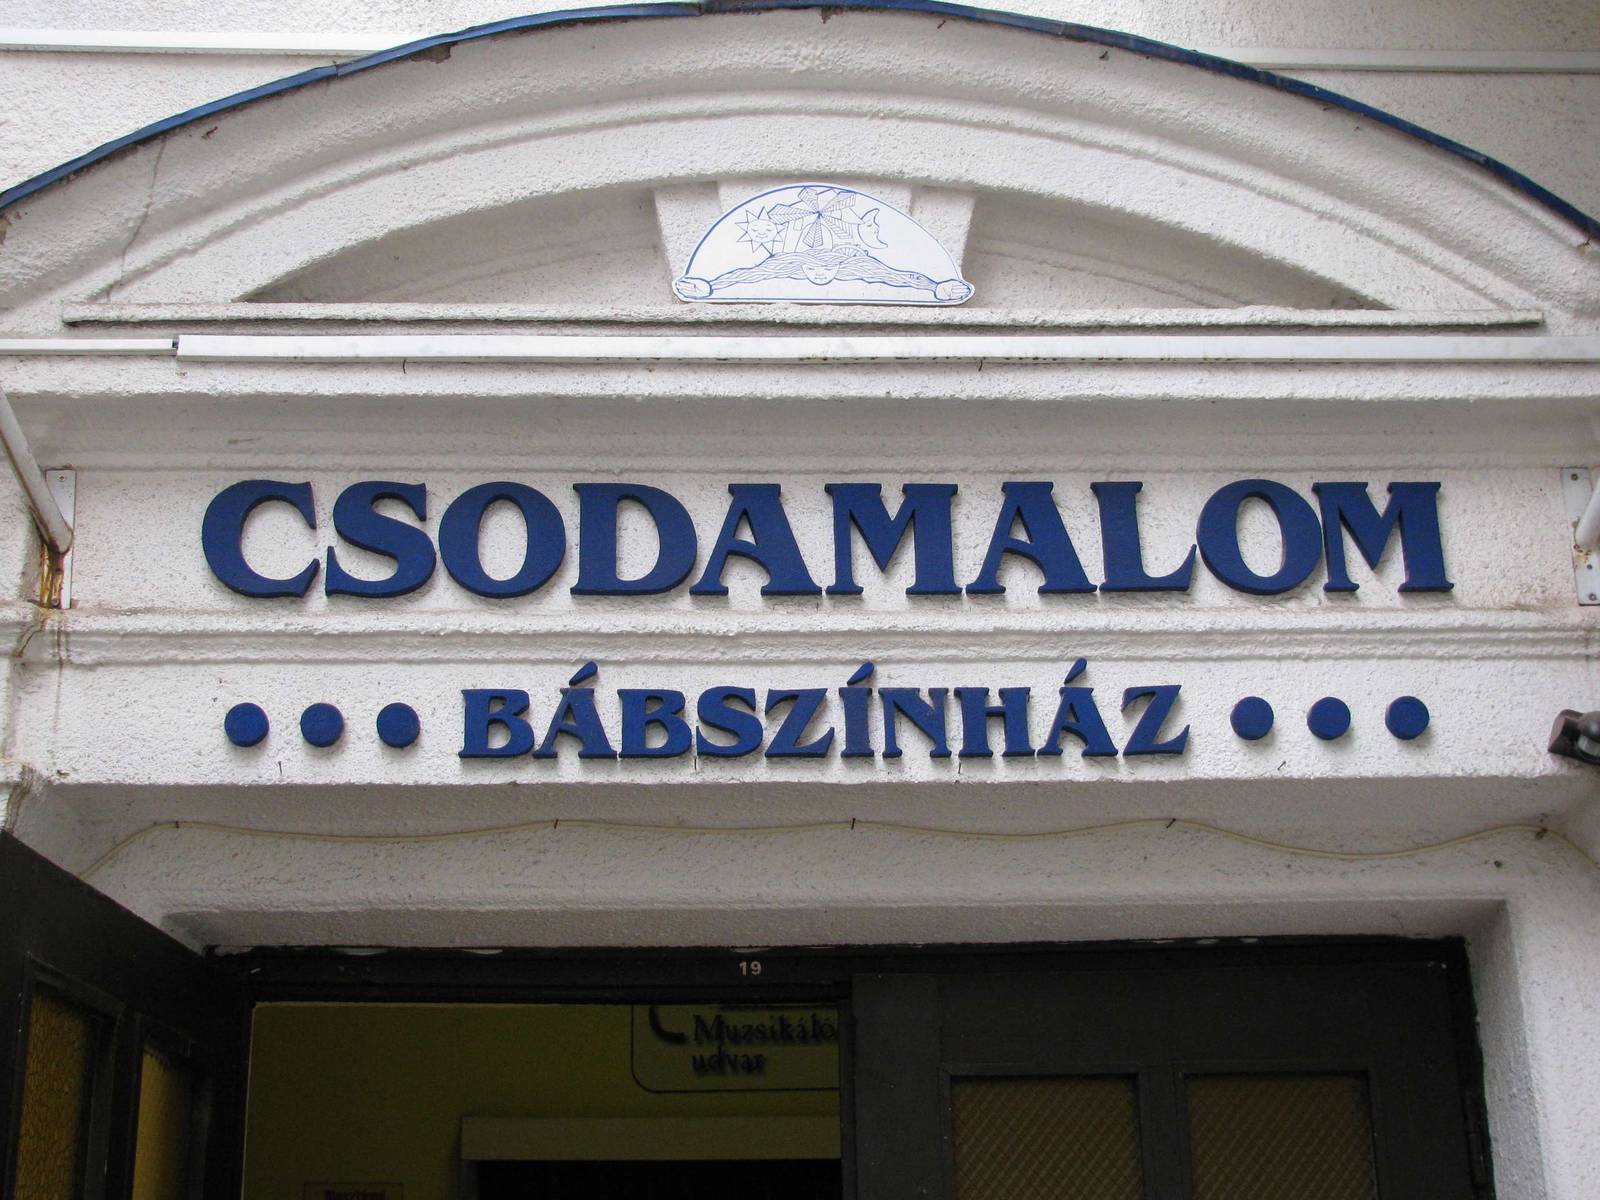 CSODAMALOM
••• BÁBSZÍNHÁZ •••
19
Muzsikáló
udvar